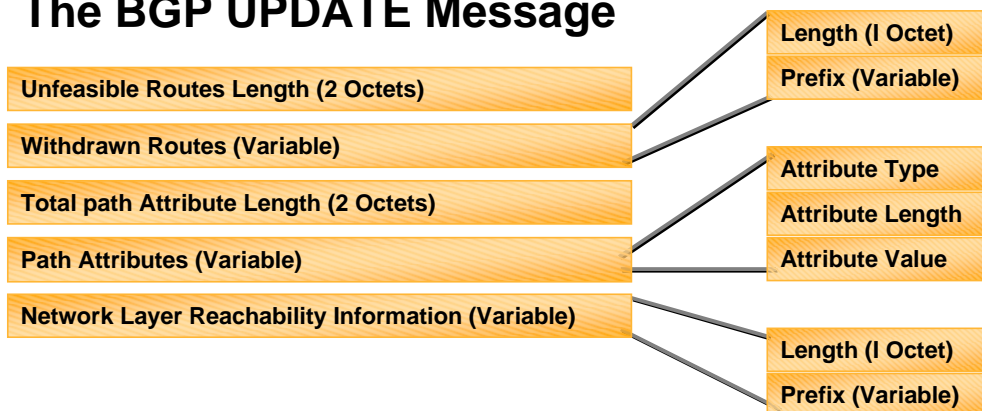 The BGP UPDATE Message
Unfeasible Routes Length (2 Octets)
Withdrawn Routes (Variable)
Total path Attribute Length (2 Octets)
Path Attributes (Variable)
Network Layer Reachability Information (Variable)
Length (I Octet)
Prefix (Variable)
Attribute Type
Attribute Length
Attribute Value
Length (I Octet)
Prefix (Variable)